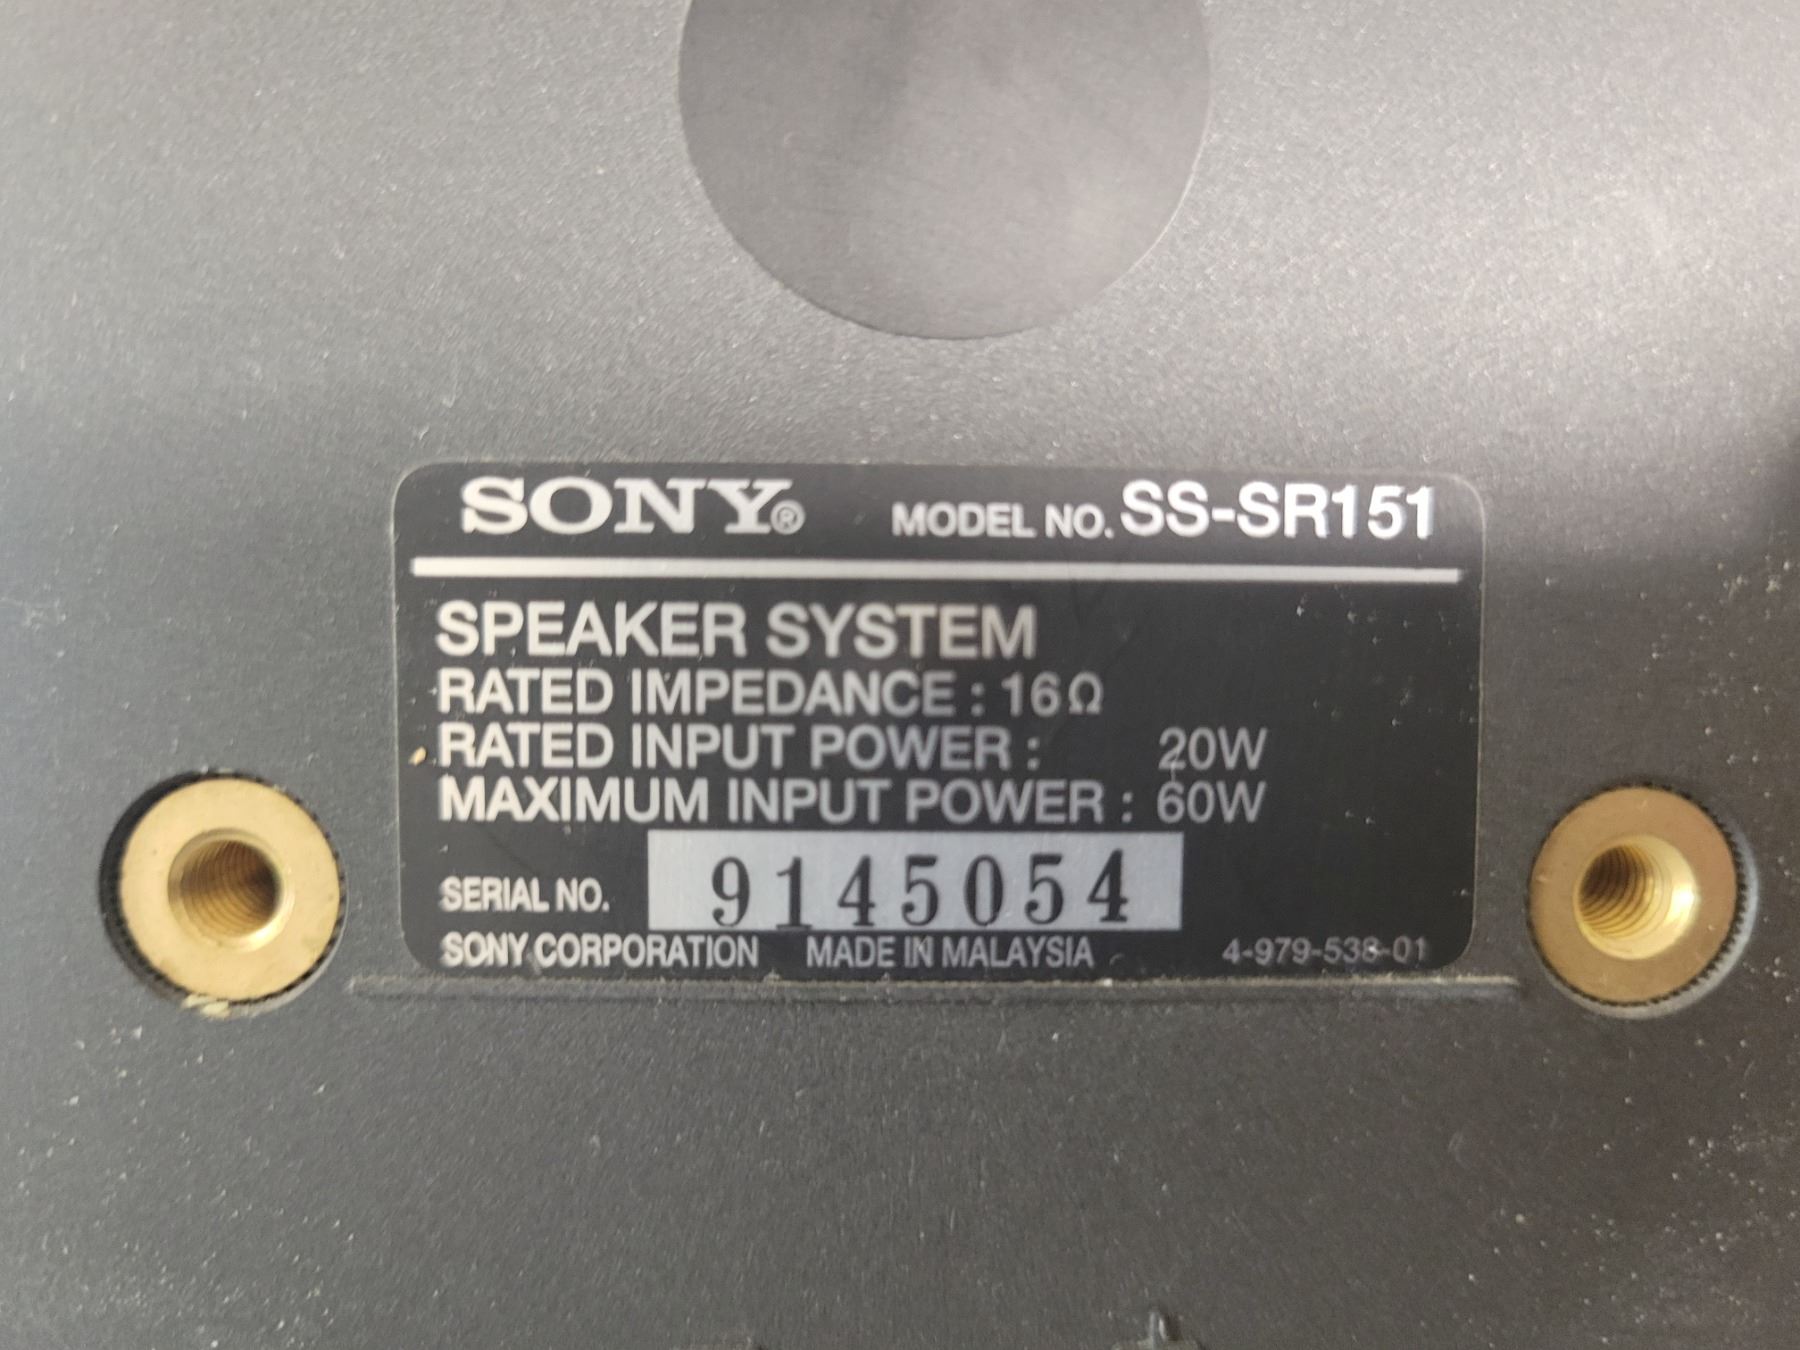 SONY® MODEL NO. SS-SR151
SPEAKER SYSTEM
RATED IMPEDANCE : 16Ω
RATED INPUT POWER : 20W
MAXIMUM INPUT POWER : 60W
SERIAL NO. 9145054
SONY CORPORATION MADE IN MALAYSIA 4-979-538-01